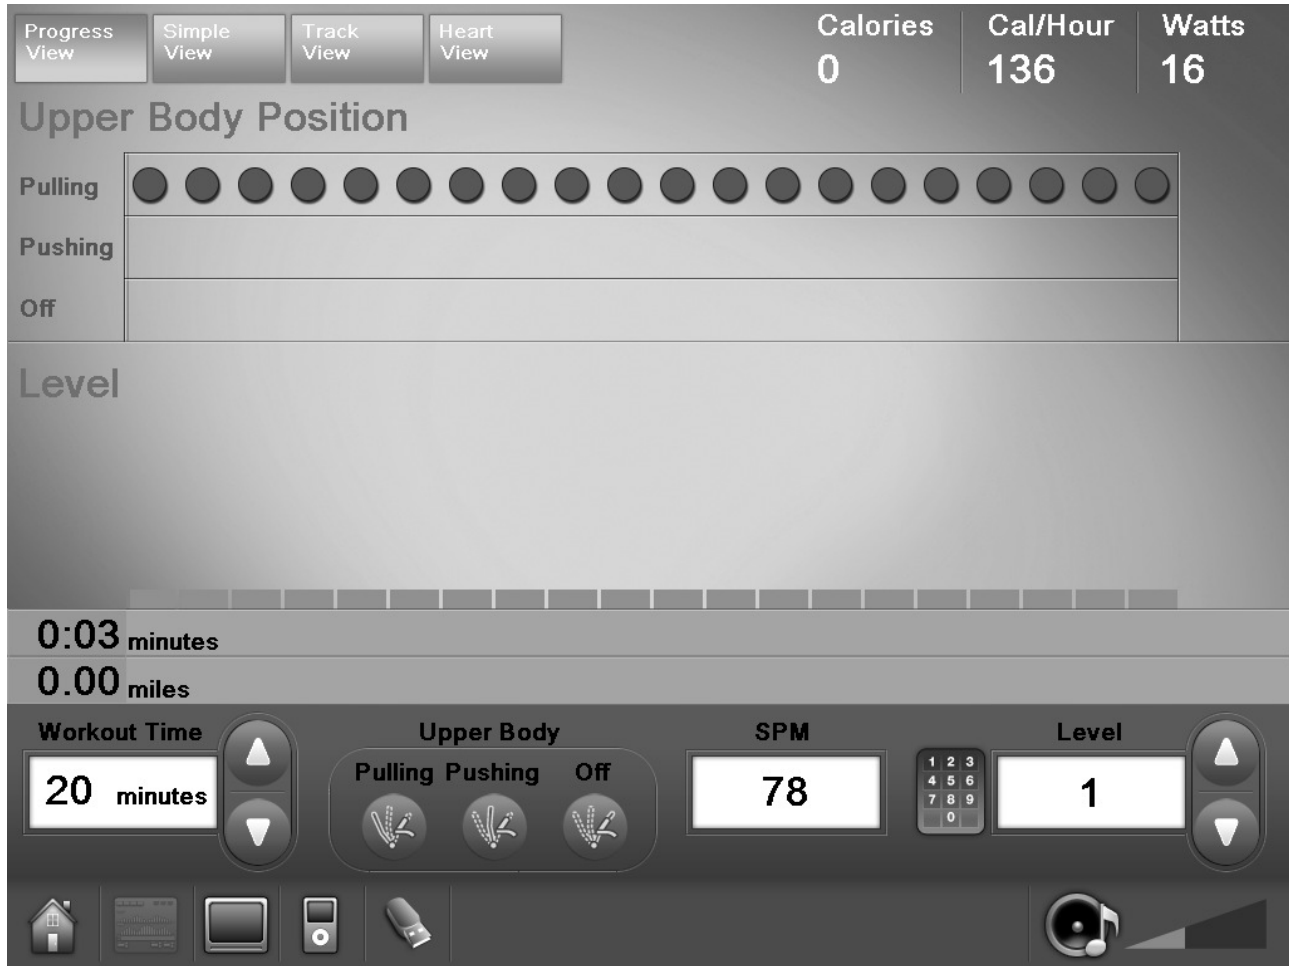 Progress View
Simple View
Track View
Heart View
Calories
0
Cal/Hour
136
Watts
16
Upper Body Position
Pulling
Pushing
Off
Level
0:03 minutes
0.00 miles
Workout Time
20 minutes
Upper Body
Pulling Pushing Off
SPM
78
1 2 3
4 5 6
7 8 9
0
Level
1